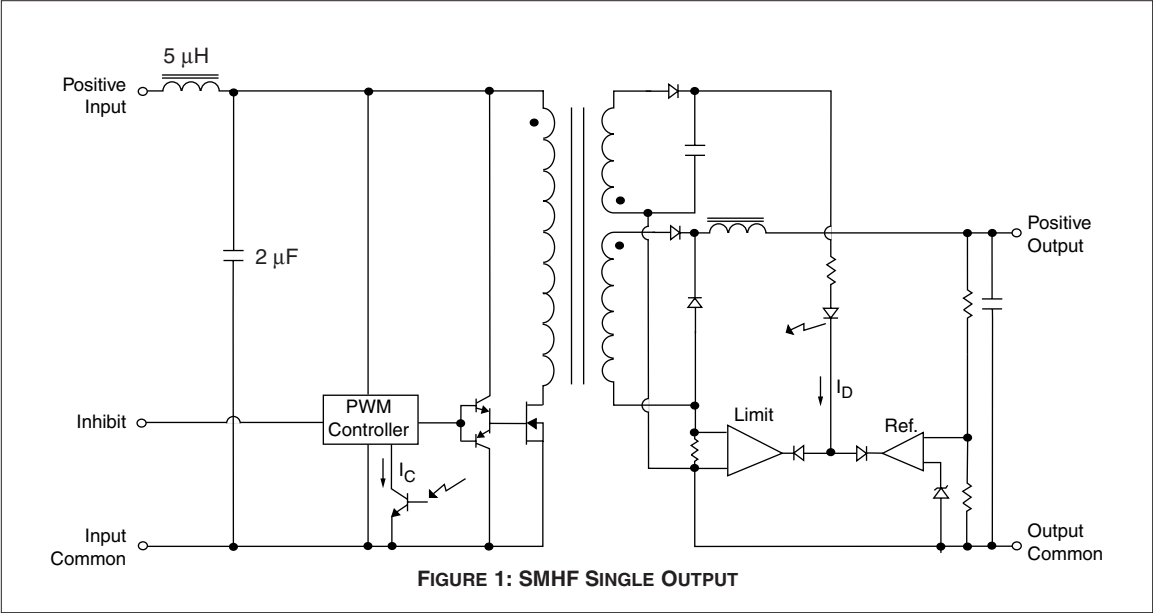 5 μH
Positive
Input
2 μF
Positive
Output
I_D
Inhibit
PWM
Controller
Limit
Ref.
I_C
Input
Common
Output
Common
FIGURE 1: SMHF SINGLE OUTPUT